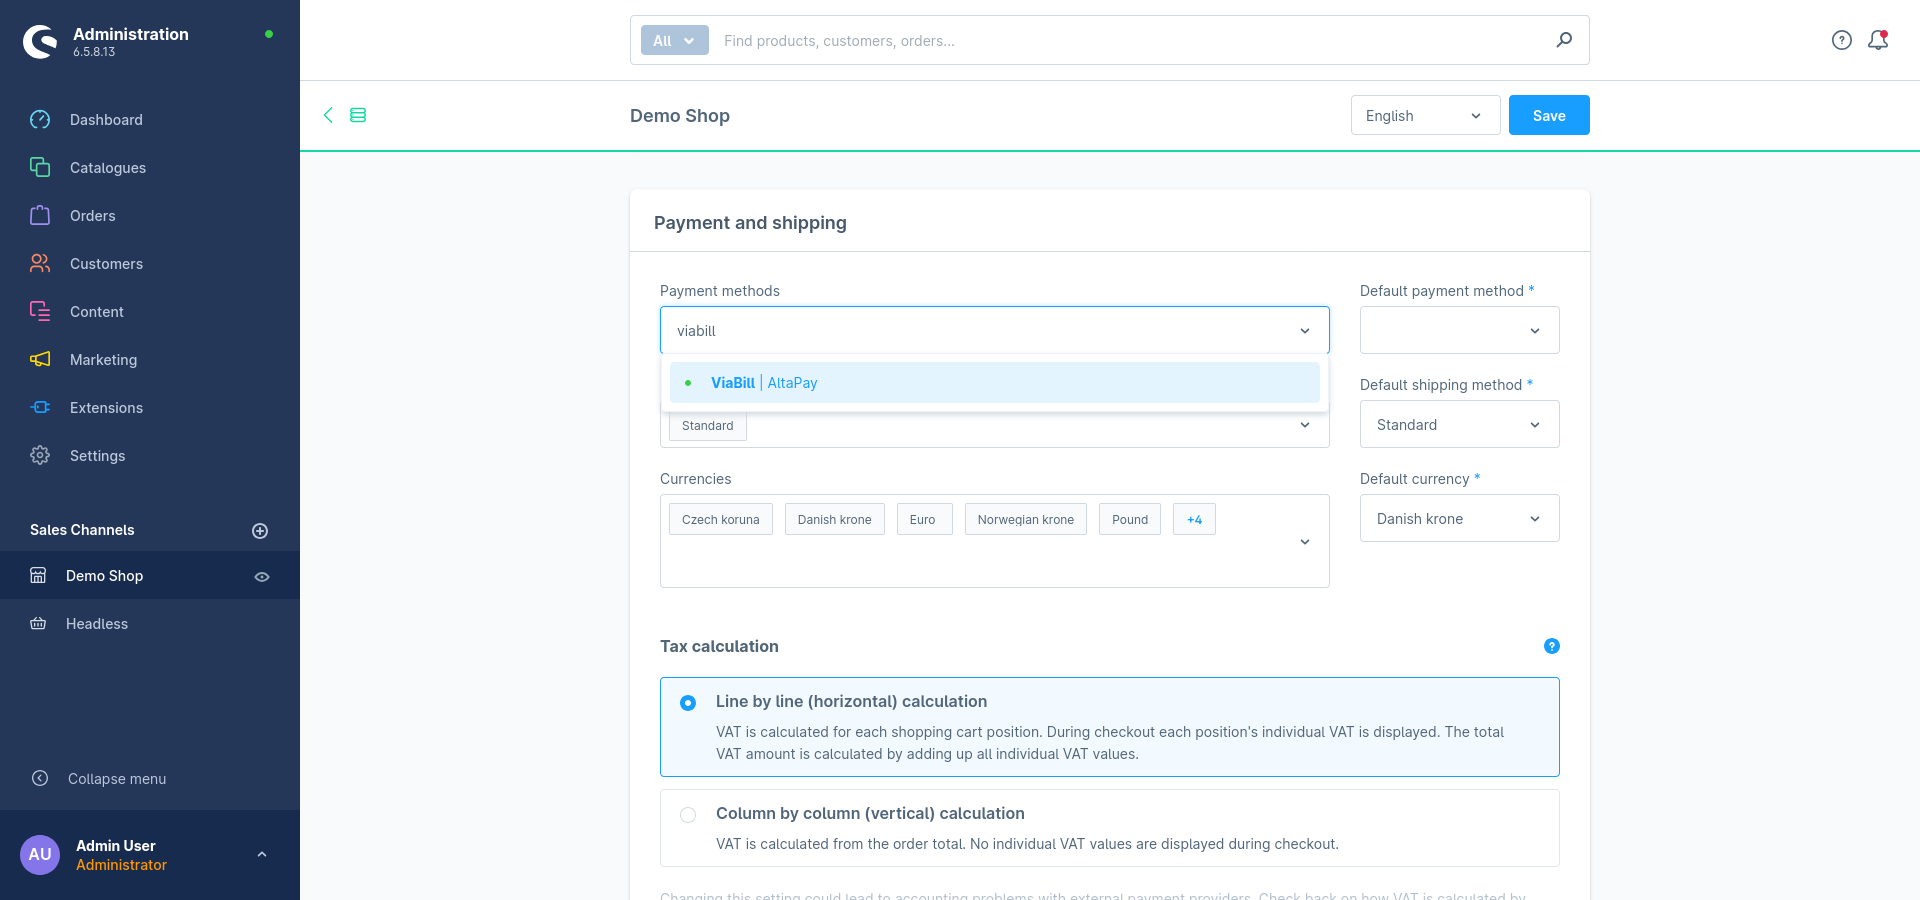 Administration
6.5.8.13
All
Find products, customers, orders...
Demo Shop
English
Save
Dashboard
Catalogues
Orders
Customers
Content
Marketing
Extensions
Settings
Sales Channels
Demo Shop
Headless
Collapse menu
AU
Admin User
Administrator
Payment and shipping
Payment methods
viabill
ViaBill | AltaPay
Default payment method *
Standard
Default shipping method *
Standard
Currencies
Czech koruna
Danish krone
Euro
Norwegian krone
Pound
+4
Default currency *
Danish krone
Tax calculation
Line by line (horizontal) calculation
VAT is calculated for each shopping cart position. During checkout each position's individual VAT is displayed. The total
VAT amount is calculated by adding up all individual VAT values.
Column by column (vertical) calculation
VAT is calculated from the order total. No individual VAT values are displayed during checkout.
Changing this setting could lead to accounting problems with external payment providers. Check back on how VAT is calculated by